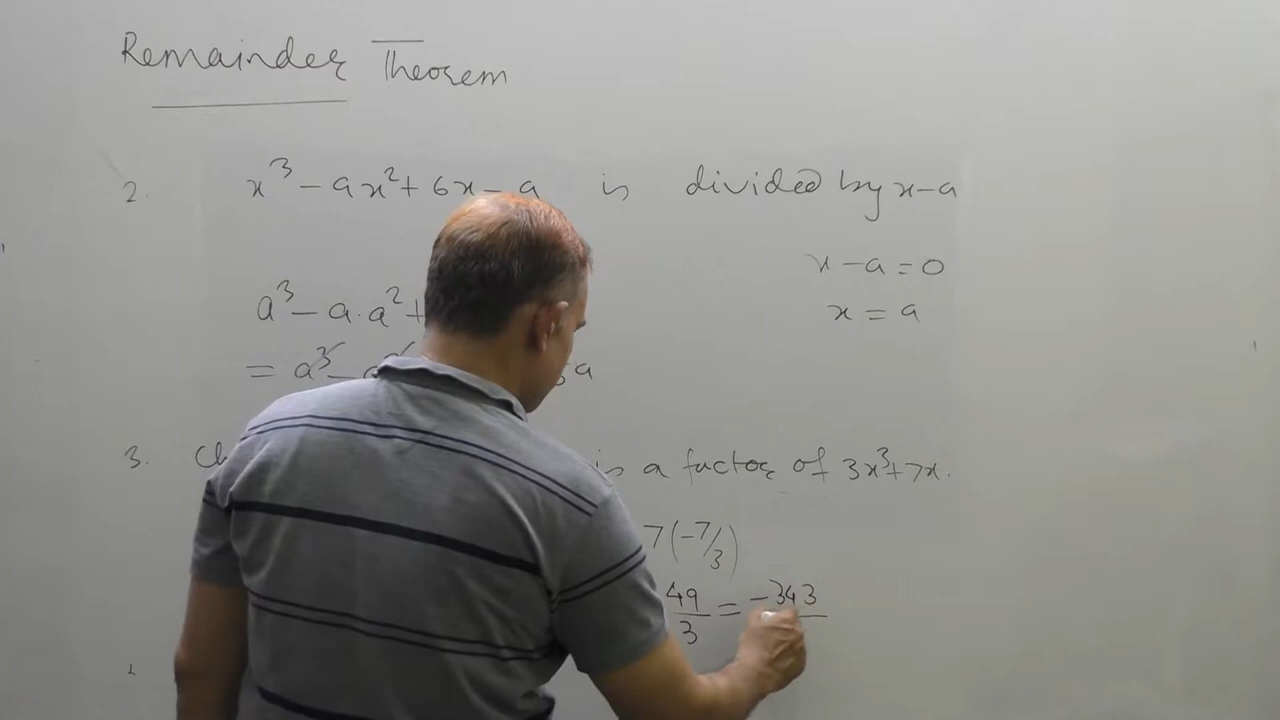 Remainder Theorem
2. x³ - ax² + 6x - a is divided by x-a
x - a = 0
a³ - a.a² +
x = a
= a³ - a
3. is a factor of 3x³+7x.
7(-7/3)
49/3 = -343